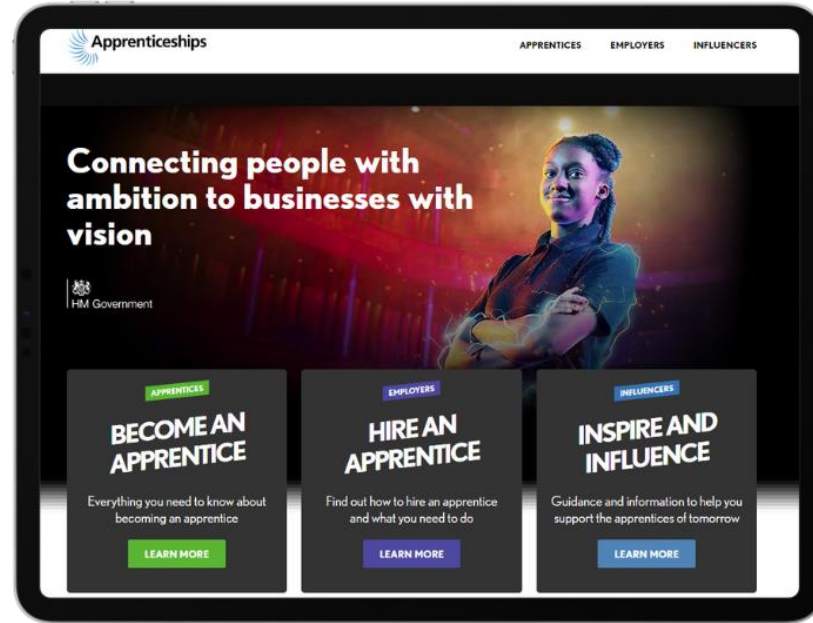 Apprenticeships
APPRENTICES EMPLOYERS INFLUENCERS
Connecting people with
ambition to businesses with
vision
HM Government
APPRENTICES
BECOME AN
APPRENTICE
Everything you need to know about
becoming an apprentice
LEARN MORE
EMPLOYERS
HIRE AN
APPRENTICE
Find out how to hire an apprentice
and what you need to do
LEARN MORE
INFLUENCERS
INSPIRE AND
INFLUENCE
Guidance and information to help you
support the apprentices of tomorrow
LEARN MORE